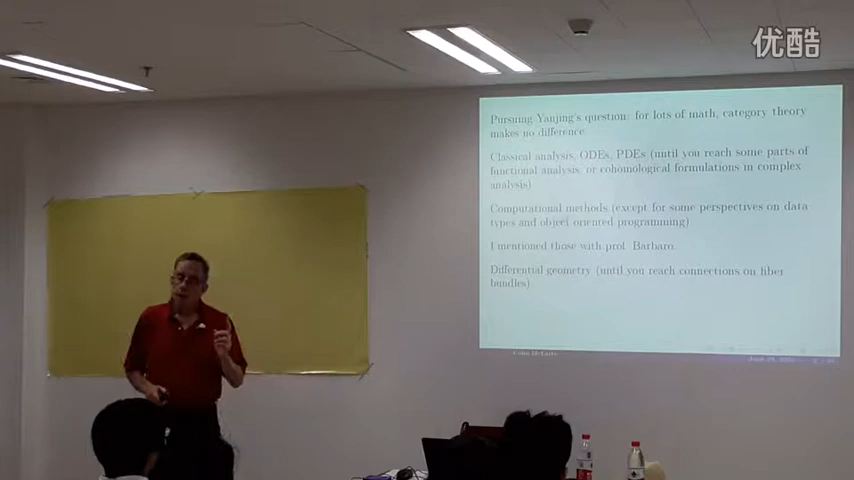 优酷
Pursuing Yanjing's question: for lots of math, category theory
makes no difference.
Classical analysis, ODEs, PDEs (until you reach some parts of
functional analysis, or cohomological formulations in complex
analysis)
Computational methods (except for some perspectives on data
types and object oriented programming)
I mentioned those with prof. Barbaro.
Differential geometry (until you reach connections on fiber
bundles)
Colin McLarty